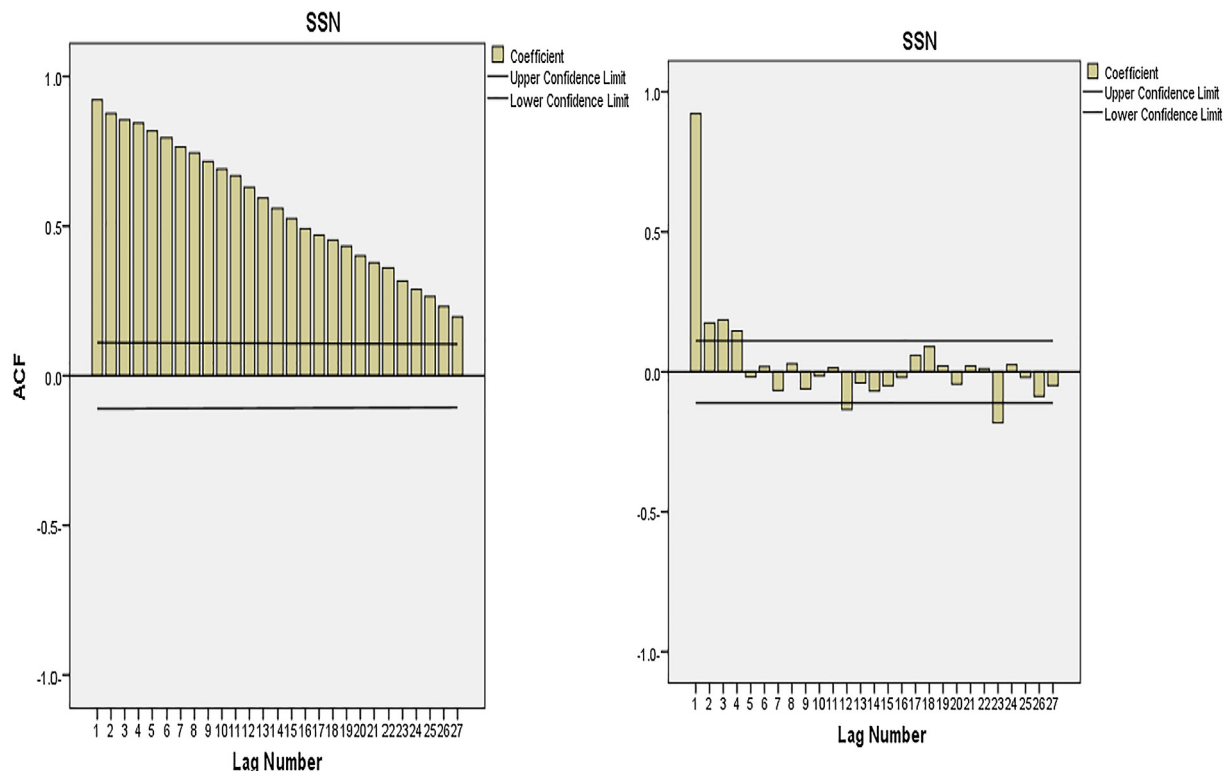 SSN
Coefficient
Upper Confidence Limit
Lower Confidence Limit
1.0
0.5
0.0
-0.5-
-1.0-
ACF
1 2 3 4 5 6 7 8 9 10 11 12 13 14 15 16 17 18 19 20 21 22 23 24 25 26 27
Lag Number
SSN
Coefficient
Upper Confidence Limit
Lower Confidence Limit
1.0
0.5
0.0
-0.5-
-1.0-
1 2 3 4 5 6 7 8 9 10 11 12 13 14 15 16 17 18 19 20 21 22 23 24 25 26 27
Lag Number